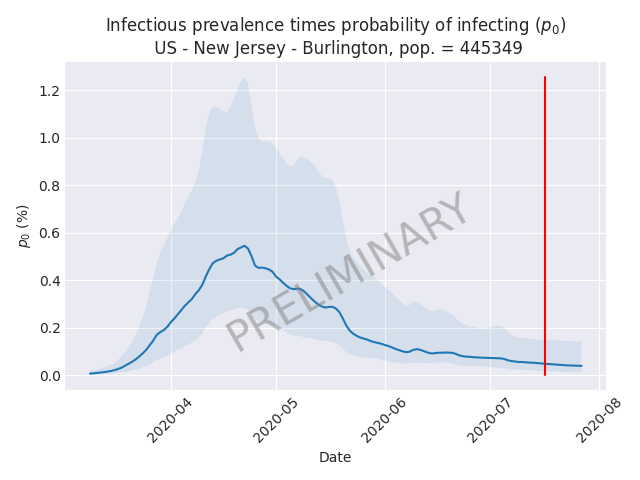 Infectious prevalence times probability of infecting (p₀)
US - New Jersey - Burlington, pop. = 445349
1.2
1.0
0.8
0.6
0.4
0.2
0.0
p₀ (%)
PRELIMINARY
2020-04
2020-05
2020-06
2020-07
2020-08
Date